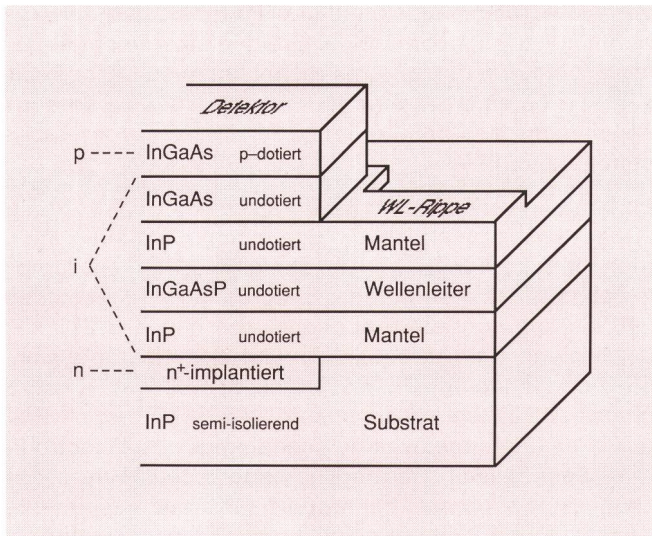 Detektor
p InGaAs p–dotiert
InGaAs undotiert
WL-Rippe
InP undotiert Mantel
i InGaAsP undotiert Wellenleiter
InP undotiert Mantel
n n⁺-implantiert
InP semi-isolierend Substrat